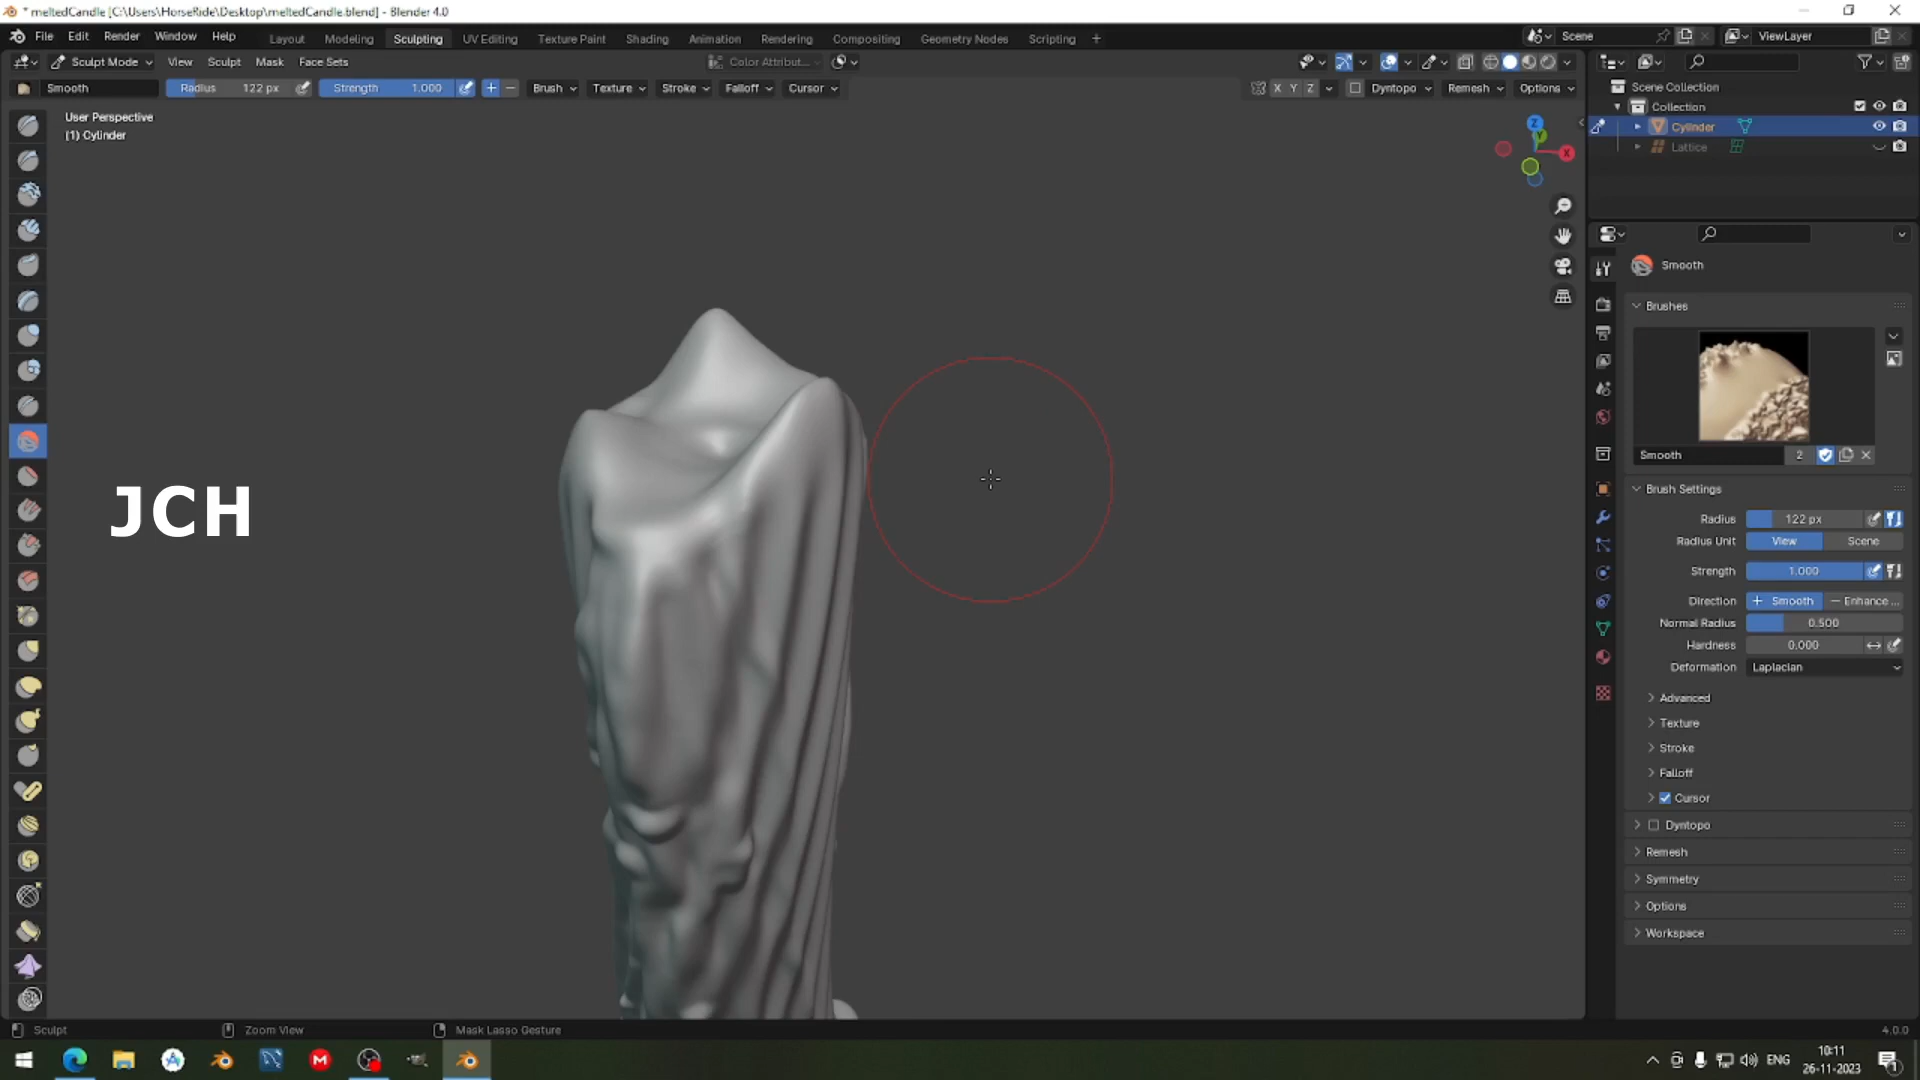 * meltedCandle [C:\Users\HorseRide\Desktop\meltedCandle.blend] - Blender 4.0
File Edit Render Window Help Layout Modeling Sculpting UV Editing Texture Paint Shading Animation Rendering Compositing Geometry Nodes Scripting + Scene ViewLayer
Sculpt Mode View Sculpt Mask Face Sets Color Attribut...
Smooth Radius 122 px Strength 1.000 Brush Texture Stroke Falloff Cursor X Y Z Dyntopo Remesh Options
User Perspective
(1) Cylinder
Z
Y
X
JCH
Scene Collection
Collection
Cylinder
Lattice
Smooth
Brushes
Smooth 2
Brush Settings
Radius 122 px
Radius Unit View Scene
Strength 1.000
Direction + Smooth — Enhance ...
Normal Radius 0.500
Hardness 0.000
Deformation Laplacian
Advanced
Texture
Stroke
Falloff
Cursor
Dyntopo
Remesh
Symmetry
Options
Workspace
Sculpt Zoom View Mask Lasso Gesture 4.0.0
ENG
10:11
26-11-2023
1